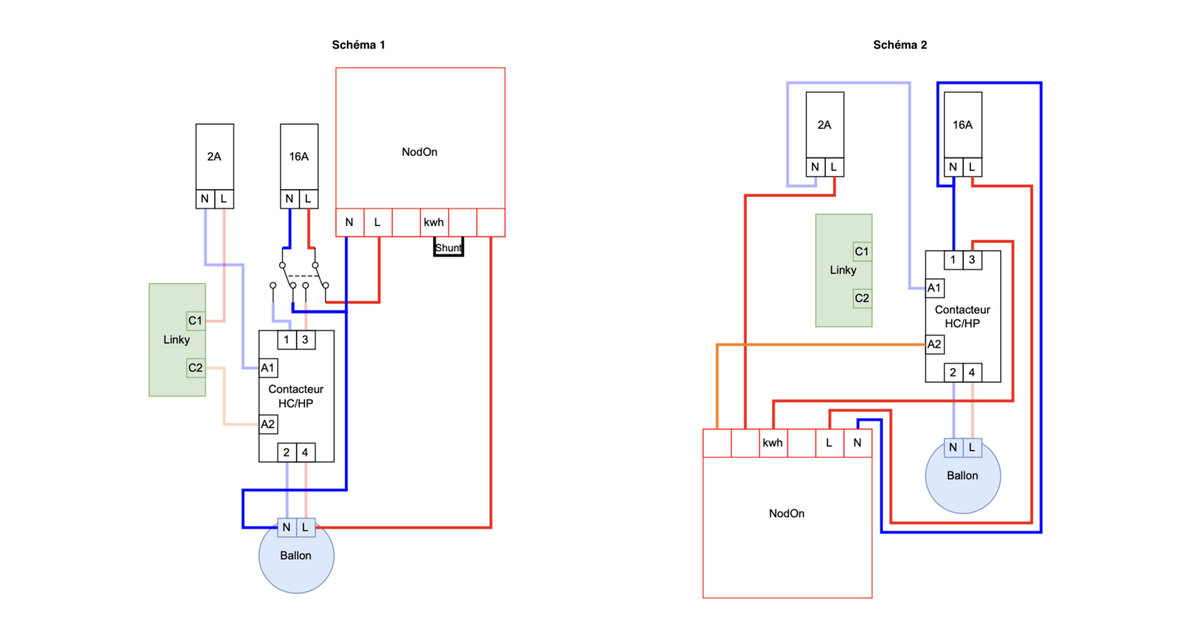 Schéma 1
NodOn
2A
16A
N L
N L
N L kwh
Shunt
C1
Linky
C2
1 3
A1
Contacteur
HC/HP
A2
2 4
N L
Ballon
Schéma 2
2A
16A
N L
N L
C1
Linky
C2
1 3
A1
Contacteur
HC/HP
A2
2 4
kwh L N
N L
Ballon
NodOn